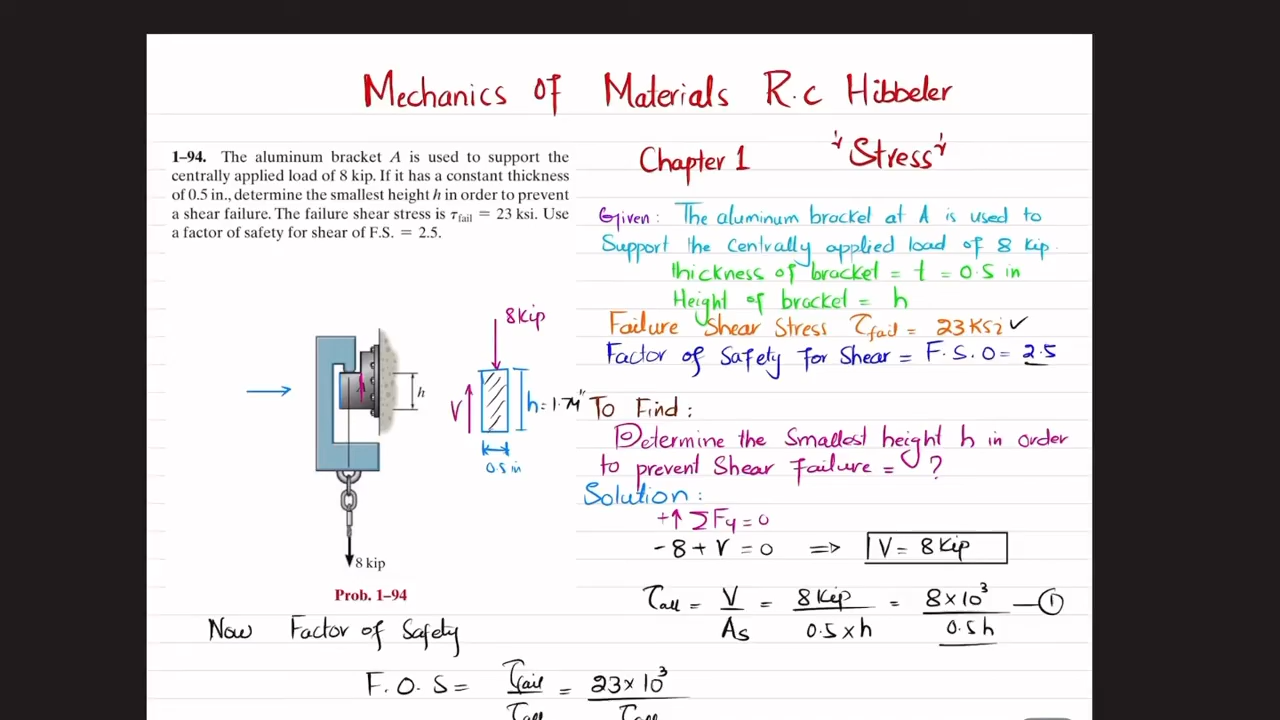 Mechanics of Materials R.c Hibbeler
Chapter 1 "Stress"
1–94. The aluminum bracket A is used to support the
centrally applied load of 8 kip. If it has a constant thickness
of 0.5 in., determine the smallest height h in order to prevent
a shear failure. The failure shear stress is τfail = 23 ksi. Use
a factor of safety for shear of F.S. = 2.5.
Given: The aluminum bracket at A is used to
Support the Centrally applied load of 8 kip.
thickness of bracket = t = 0.5 in
Height of bracket = h
Failure Shear Stress τfail = 23 Ksi ✓
Factor of Safety for Shear = F.S.O = 2.5
8 kip
A
h
V
h = 1.74"
0.5 in
8 kip
Prob. 1–94
To Find:
Determine the Smallest height h in order
to prevent Shear failure = ?
Solution:
+↑ ΣFy = 0
-8 + V = 0 => V = 8 kip
τall = V / As = 8 kip / 0.5 × h = 8×10³ / 0.5h —①
Now Factor of Safety
F.O.S = τfail / τall = 23×10³ / τall